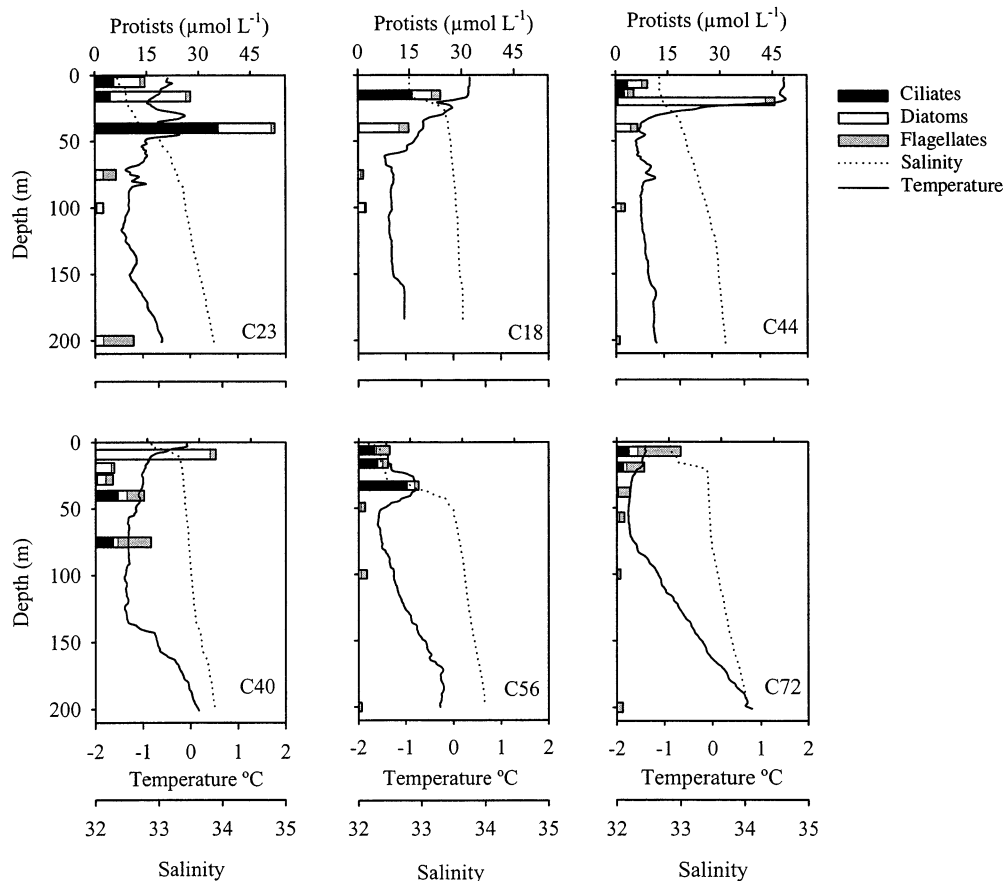 Protists (µmol L-1) Protists (µmol L-1) Protists (µmol L-1)
0 15 30 45 0 15 30 45 0 15 30 45
Ciliates
Diatoms
Flagellates
Salinity
Temperature
Depth (m)
0
50
100
150
200
C23 C18 C44
Depth (m)
0
50
100
150
200
C40 C56 C72
-2 -1 0 1 2 -2 -1 0 1 2 -2 -1 0 1 2
Temperature ºC Temperature ºC Temperature ºC
32 33 34 35 32 33 34 35 32 33 34 35
Salinity Salinity Salinity